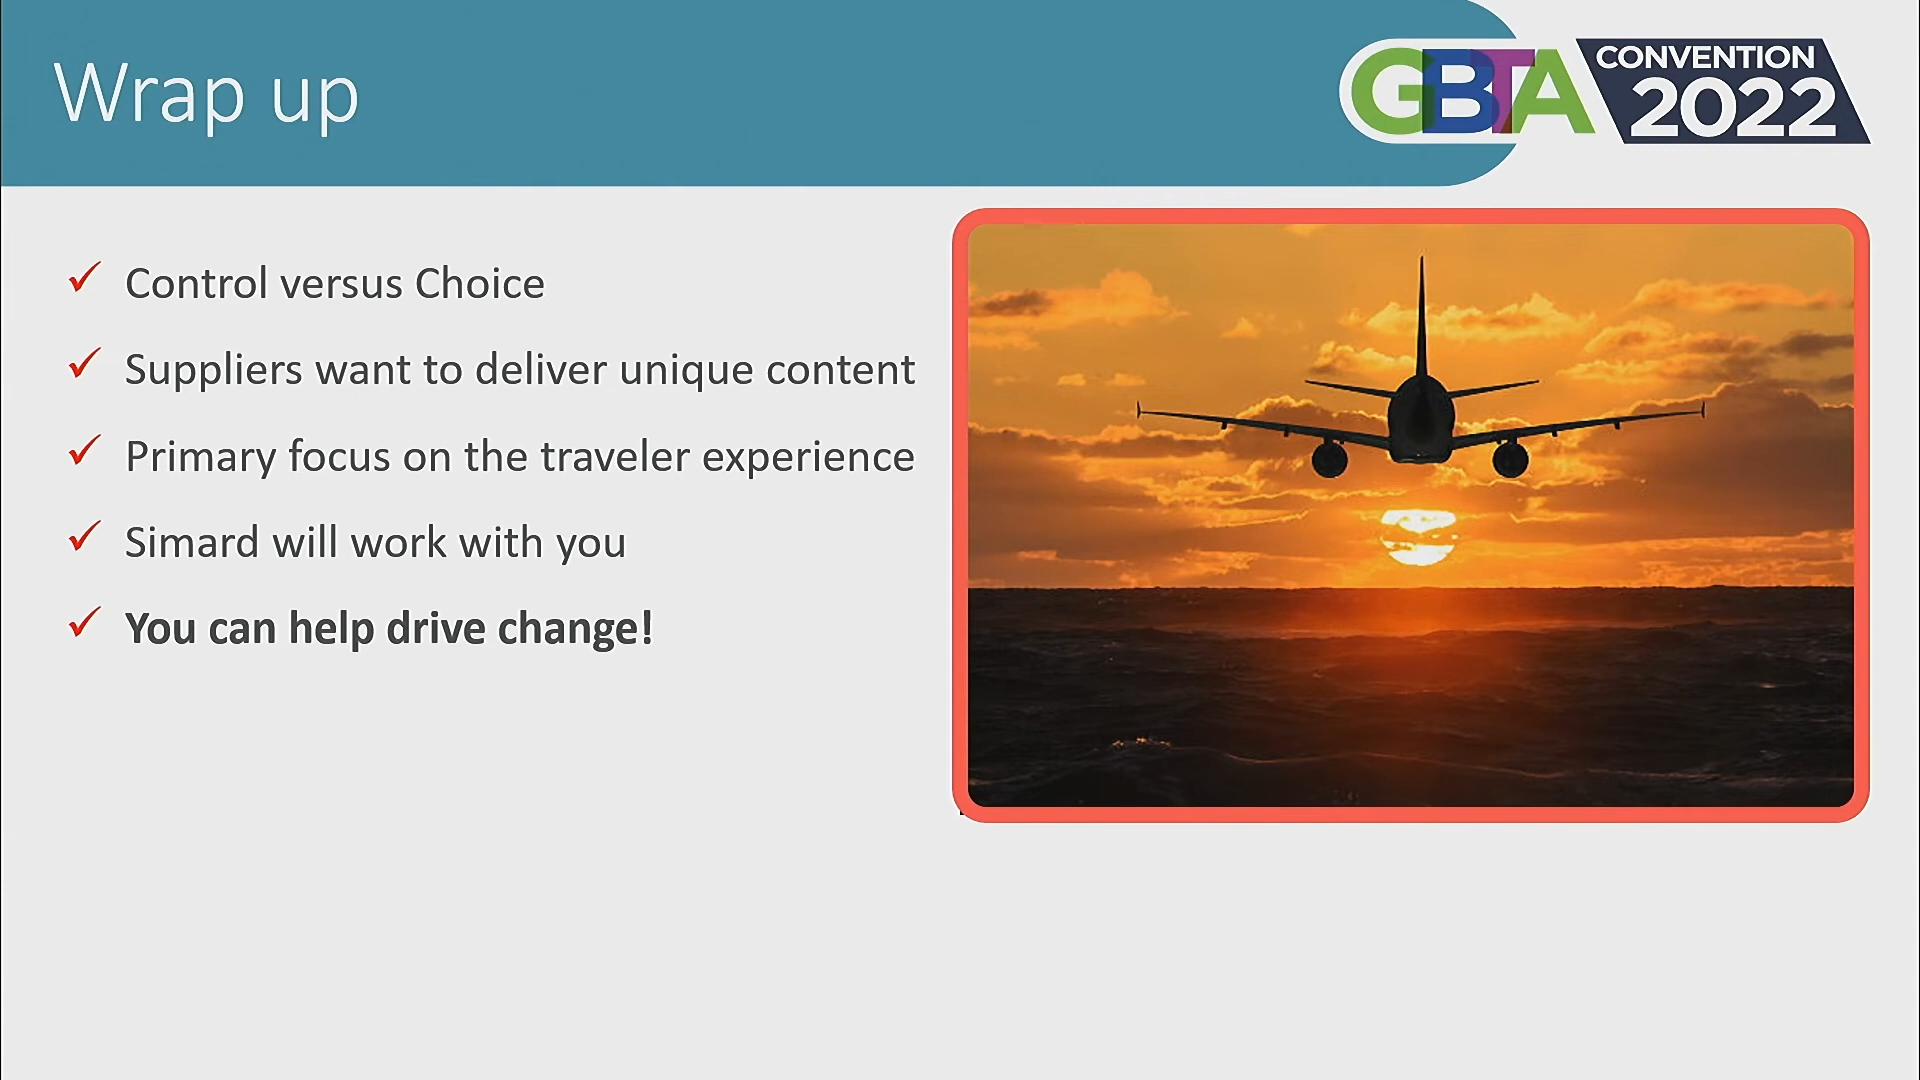 Wrap up
GBTA
CONVENTION
2022
Control versus Choice
Suppliers want to deliver unique content
Primary focus on the traveler experience
Simard will work with you
You can help drive change!